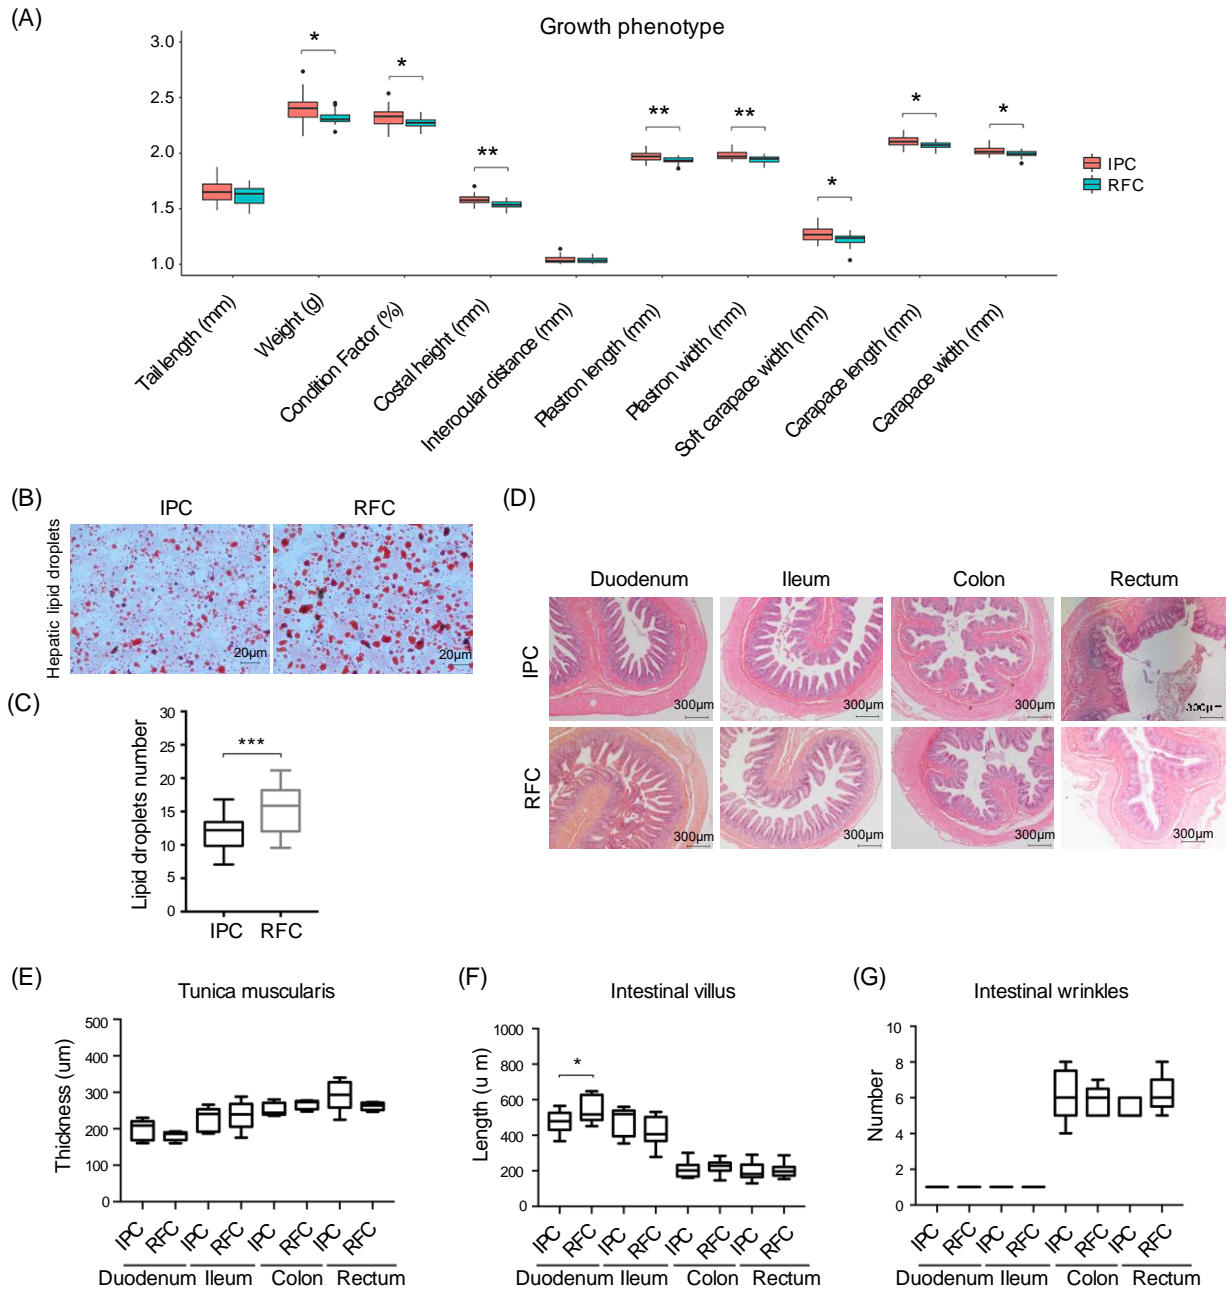 (A)
Growth phenotype
3.0
2.5
2.0
1.5
1.0
*
*
**
**
**
*
*
*
IPC
RFC
Tail length (mm)
Weight (g)
Condition Factor (%)
Costal height (mm)
Interocular distance (mm)
Plastron length (mm)
Plastron width (mm)
Soft carapace width (mm)
Carapace length (mm)
Carapace width (mm)
(B)
IPC RFC
Hepatic lipid droplets
20μm 20μm
(C)
Lipid droplets number
30
25
20
15
10
5
0
***
IPC RFC
(D)
Duodenum Ileum Colon Rectum
IPC
300μm 300μm 300μm 300μm
RFC
300μm 300μm 300μm 300μm
(E)
Tunica muscularis
Thickness (um)
500
400
300
200
100
0
IPC RFC IPC RFC IPC RFC IPC RFC
Duodenum Ileum Colon Rectum
(F)
Intestinal villus
Length (u m)
1000
800
600
400
200
0
*
IPC RFC IPC RFC IPC RFC IPC RFC
Duodenum Ileum Colon Rectum
(G)
Intestinal wrinkles
Number
10
8
6
4
2
0
IPC RFC IPC RFC IPC RFC IPC RFC
Duodenum Ileum Colon Rectum